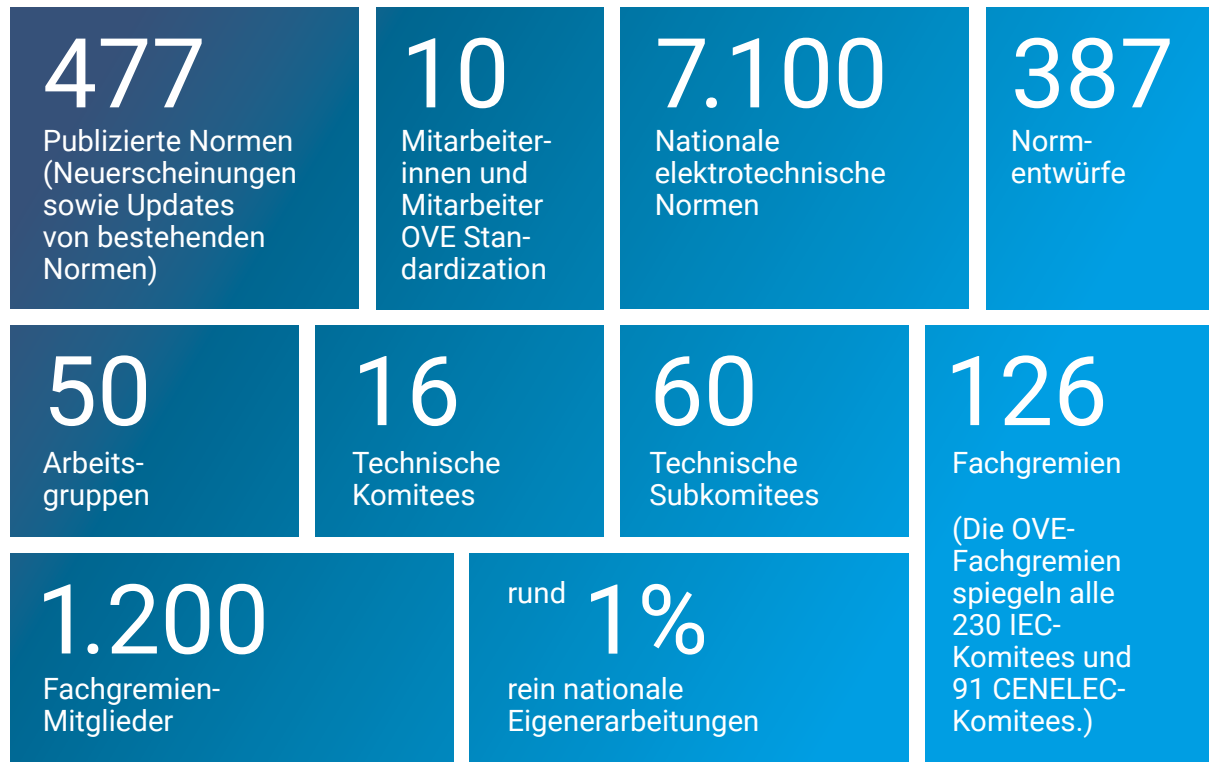 477
Publizierte Normen
(Neuerscheinungen
sowie Updates
von bestehenden
Normen)
10
Mitarbeiter-
innen und
Mitarbeiter
OVE Stan-
dardization
7.100
Nationale
elektrotechnische
Normen
387
Norm-
entwürfe
50
Arbeits-
gruppen
16
Technische
Komitees
60
Technische
Subkomitees
126
Fachgremien
(Die OVE-
Fachgremien
spiegeln alle
230 IEC-
Komitees und
91 CENELEC-
Komitees.)
1.200
Fachgremien-
Mitglieder
rund 1%
rein nationale
Eigenerarbeitungen